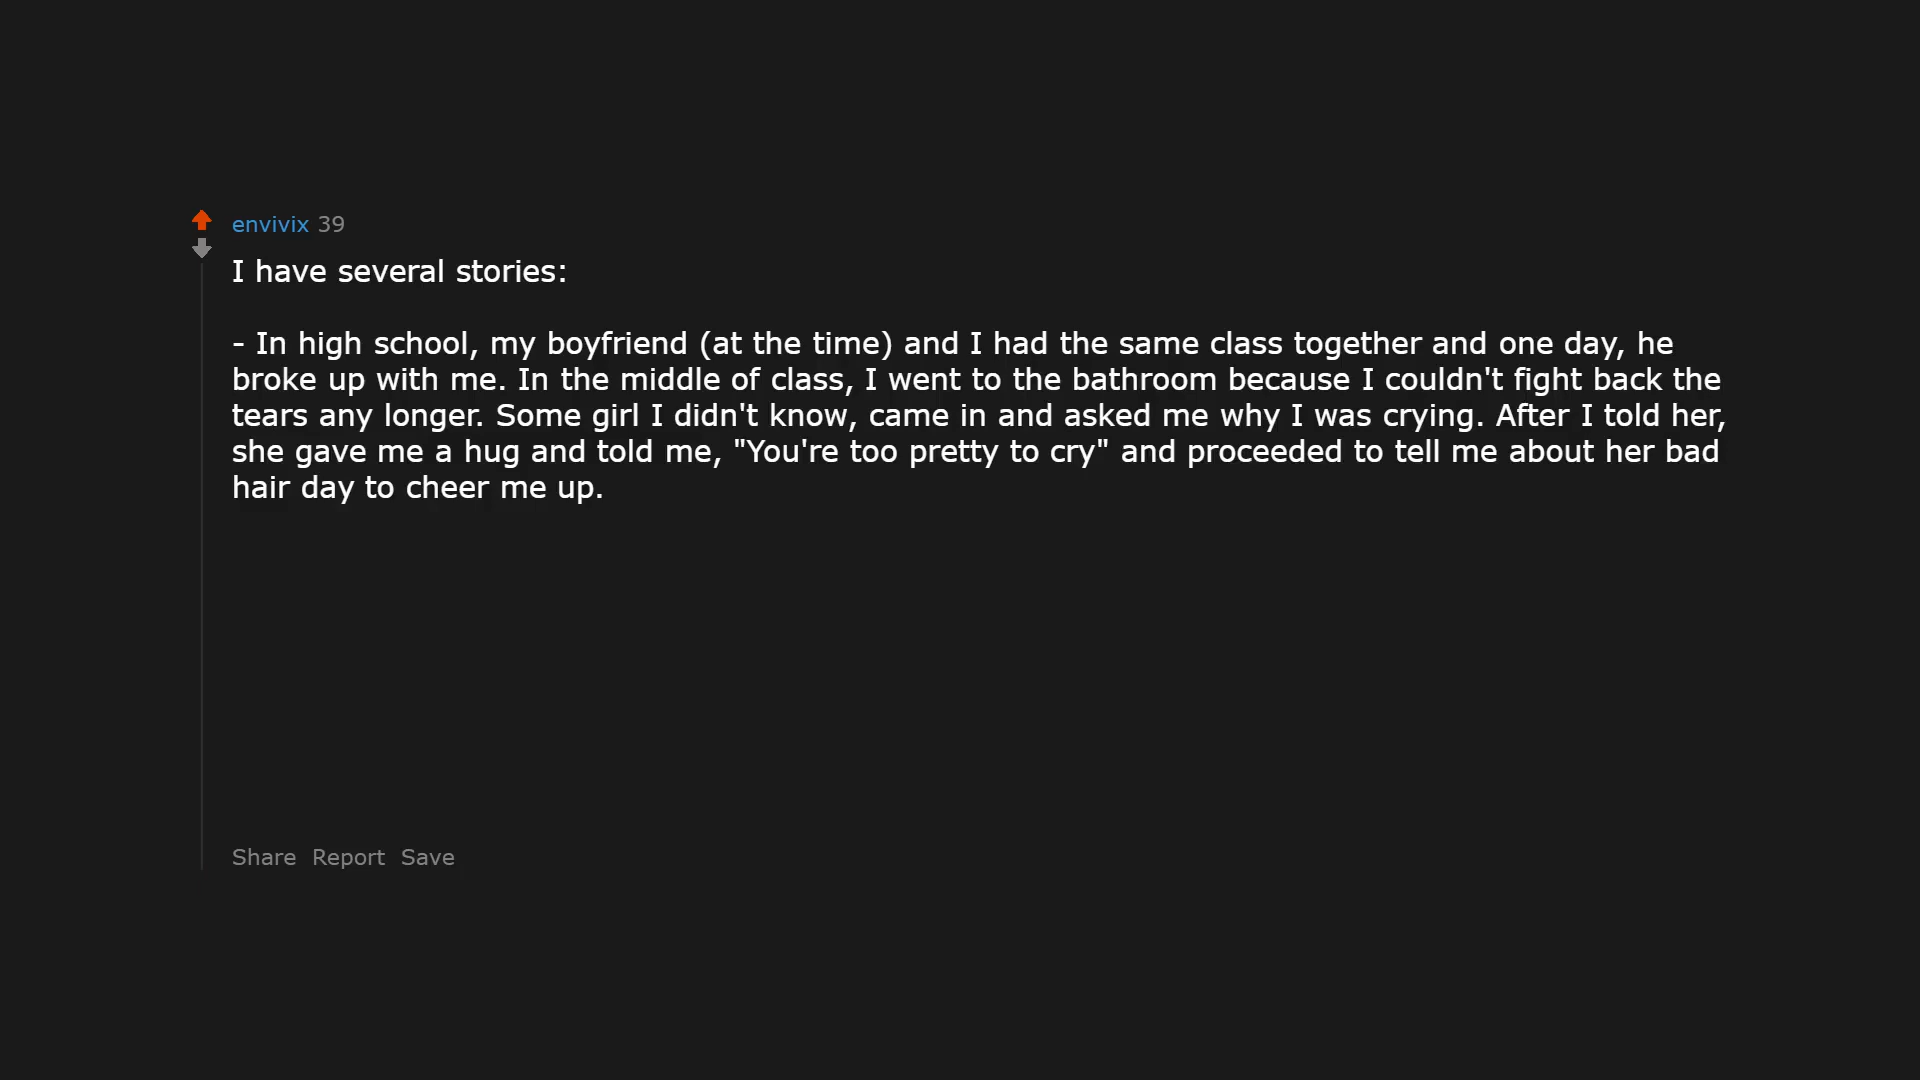 envivix 39
I have several stories:
- In high school, my boyfriend (at the time) and I had the same class together and one day, he
broke up with me. In the middle of class, I went to the bathroom because I couldn't fight back the
tears any longer. Some girl I didn't know, came in and asked me why I was crying. After I told her,
she gave me a hug and told me, "You're too pretty to cry" and proceeded to tell me about her bad
hair day to cheer me up.
Share Report Save